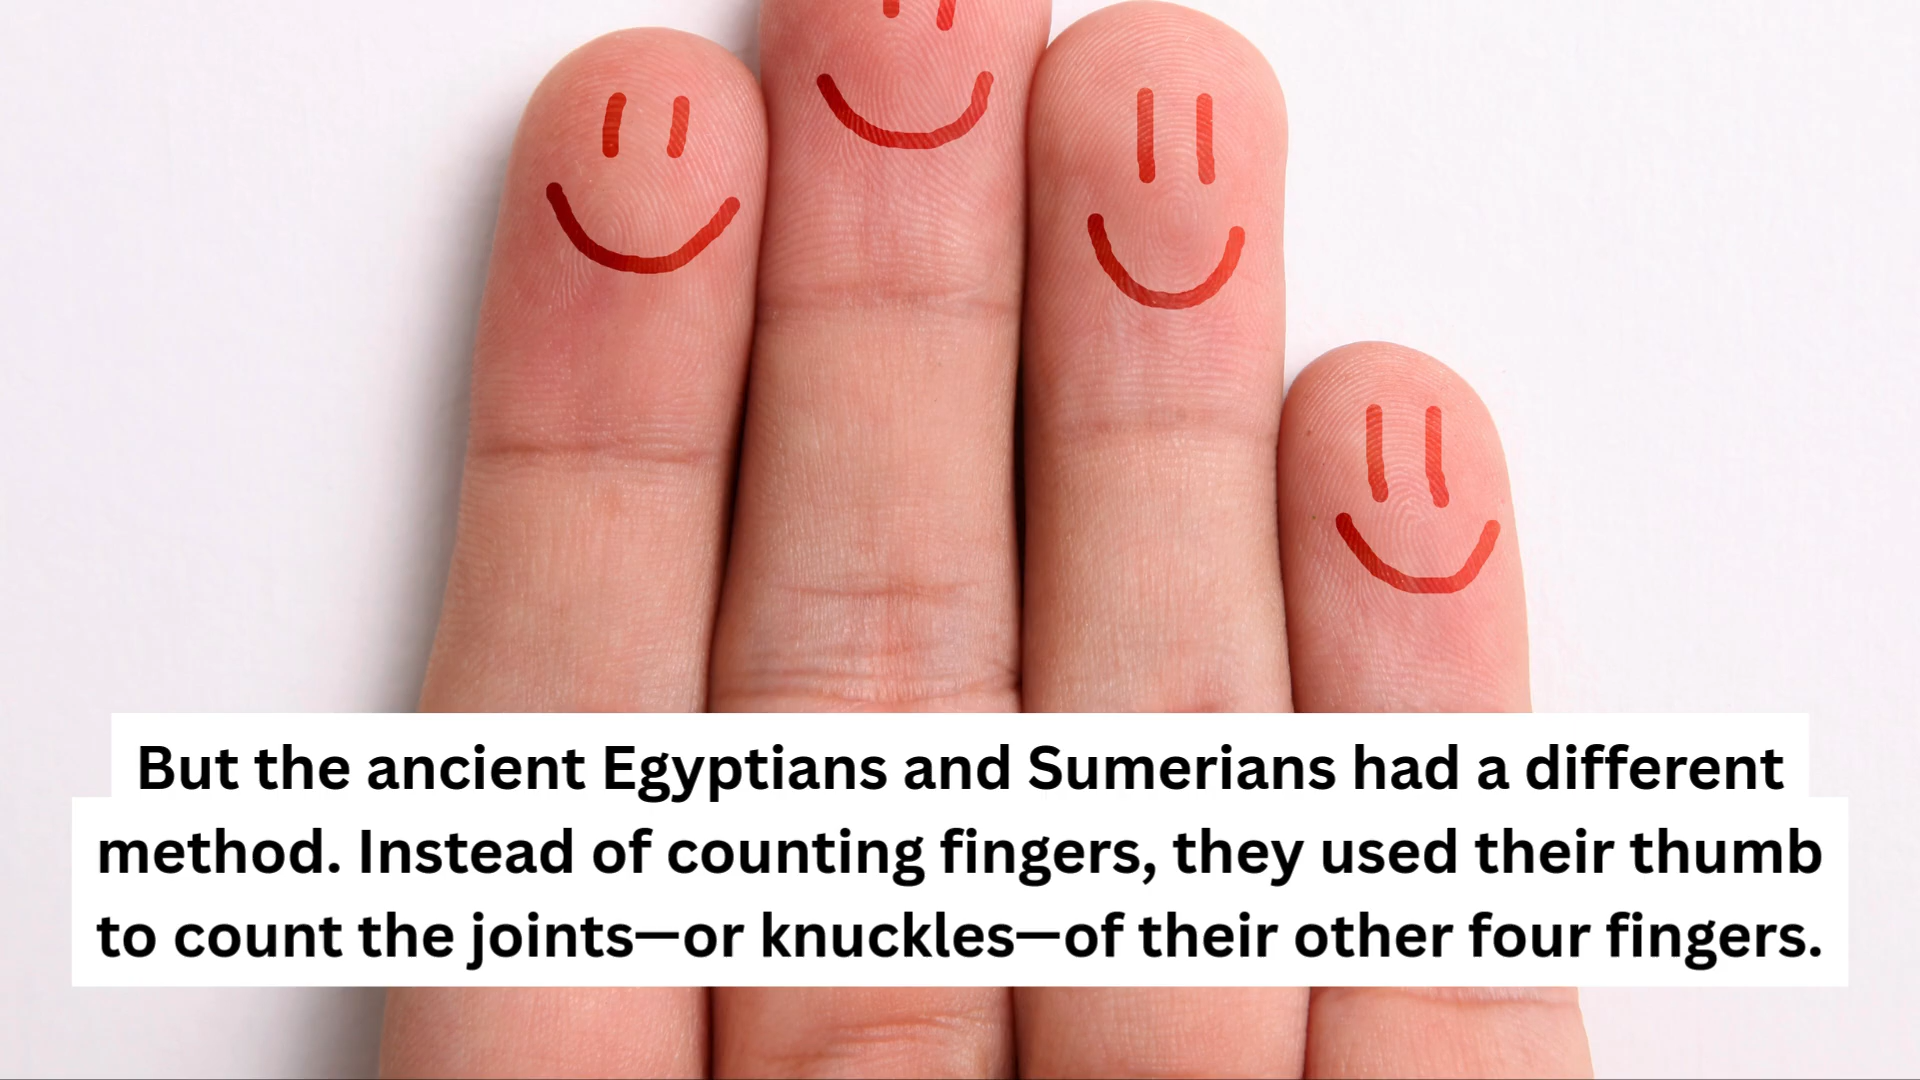 But the ancient Egyptians and Sumerians had a different
method. Instead of counting fingers, they used their thumb
to count the joints—or knuckles—of their other four fingers.